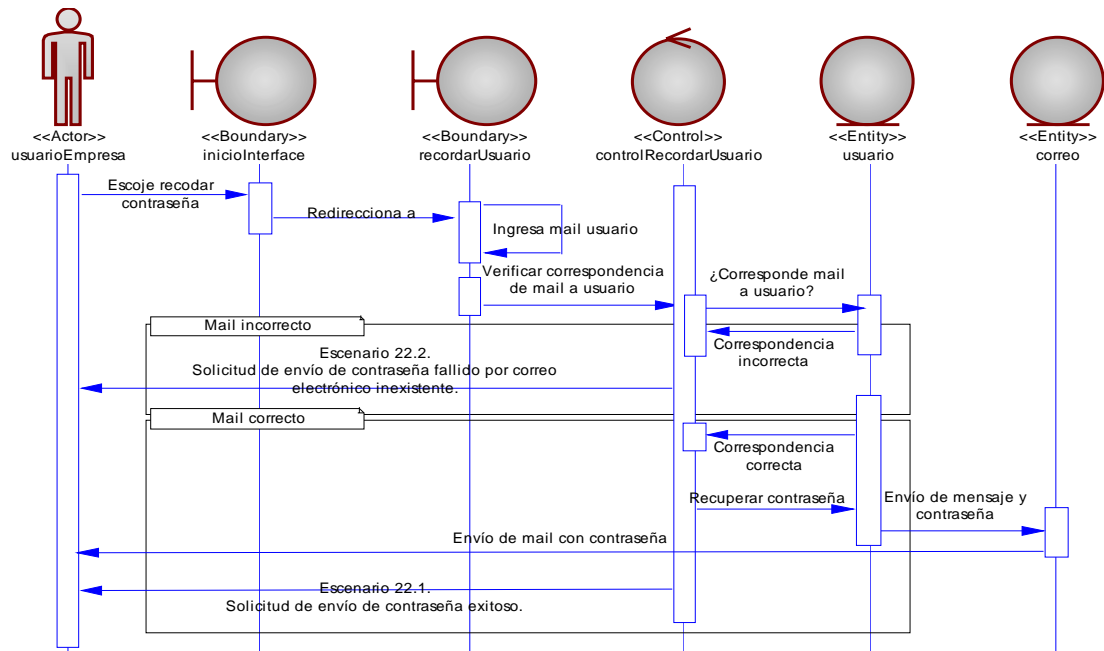 <<Actor>>
usuarioEmpresa
<<Boundary>>
inicioInterface
<<Boundary>>
recordarUsuario
<<Control>>
controlRecordarUsuario
<<Entity>>
usuario
<<Entity>>
correo
Escoje recodar
contraseña
Redirecciona a
Ingresa mail usuario
Verificar correspondencia
de mail a usuario
¿Corresponde mail
a usuario?
Mail incorrecto
Correspondencia
incorrecta
Escenario 22.2.
Solicitud de envío de contraseña fallido por correo
electrónico inexistente.
Mail correcto
Correspondencia
correcta
Recuperar contraseña
Envío de mensaje y
contraseña
Envío de mail con contraseña
Escenario 22.1.
Solicitud de envío de contraseña exitoso.